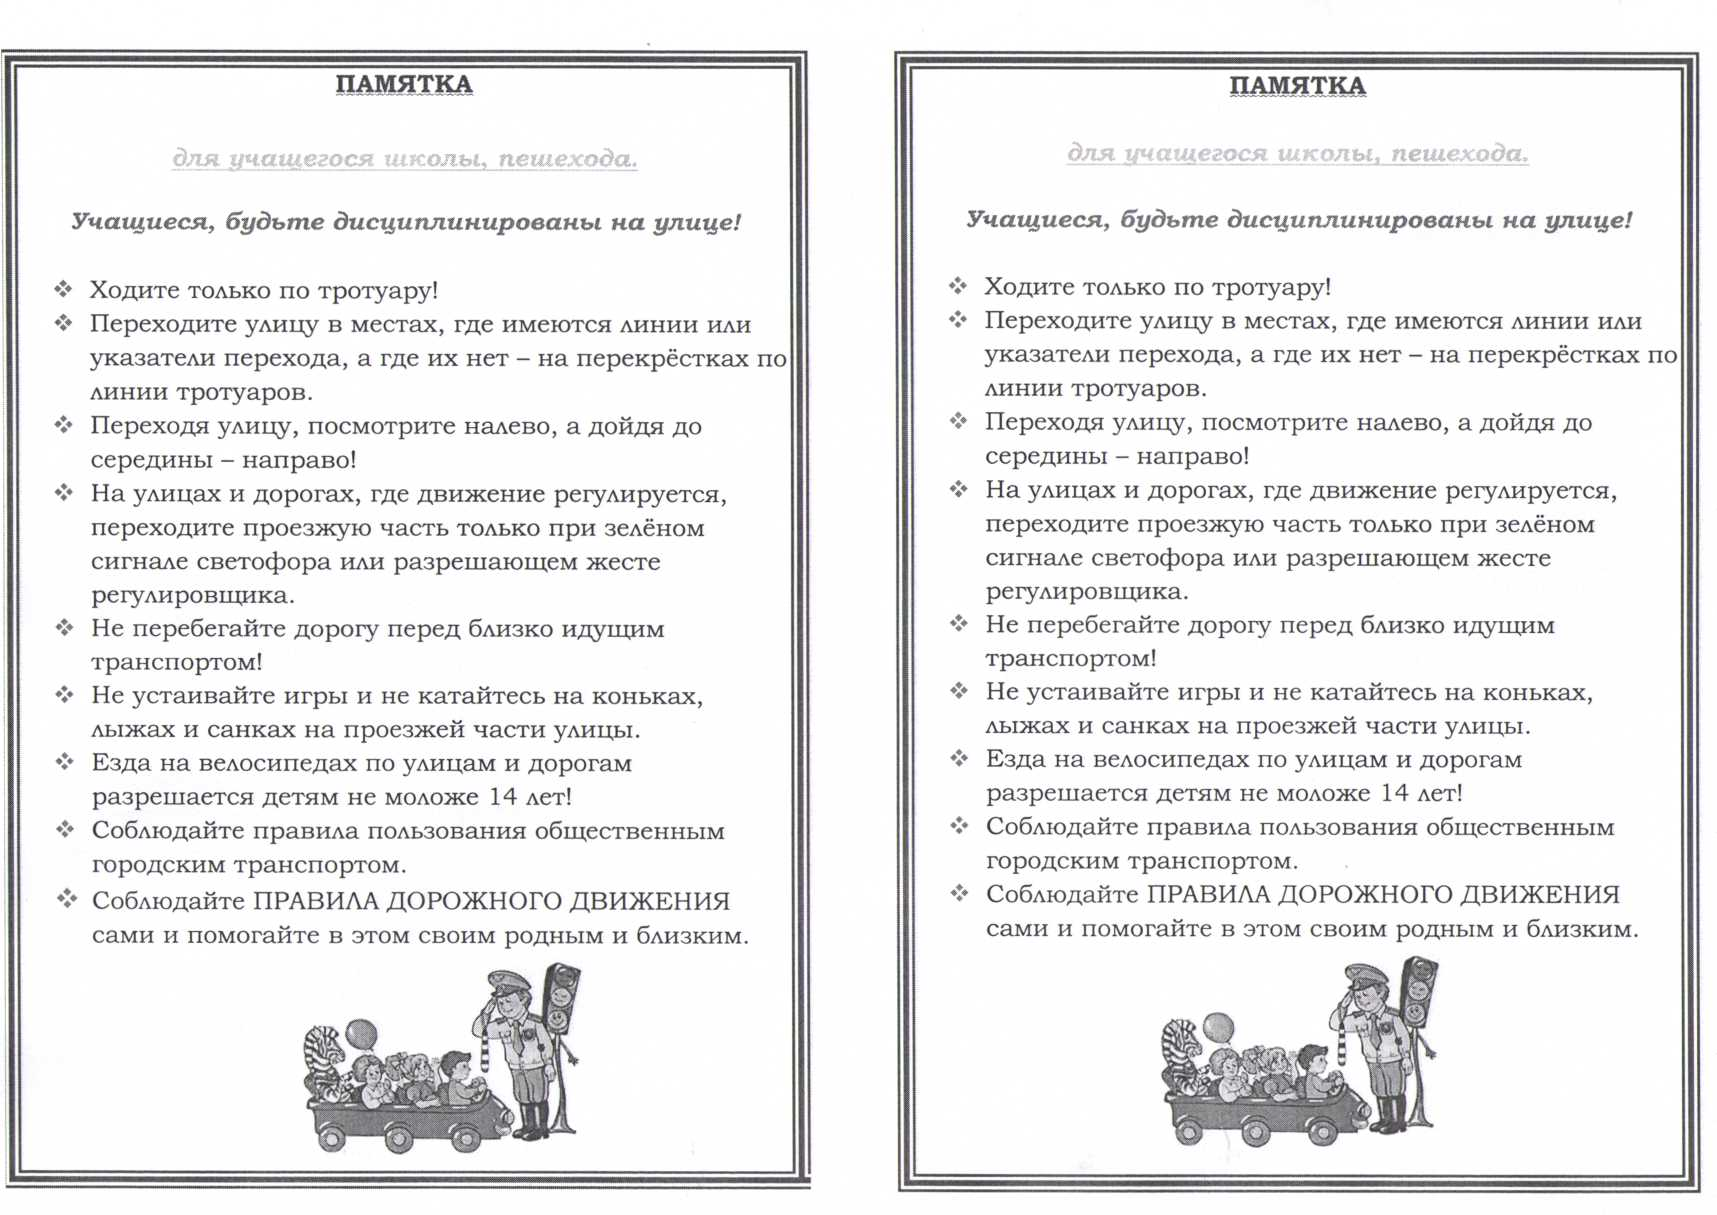 ПАМЯТКА
для учащегося школы, пешехода.
Учащиеся, будьте дисциплинированы на улице!
❖ Ходите только по тротуару!
❖ Переходите улицу в местах, где имеются линии или
указатели перехода, а где их нет – на перекрёстках по
линии тротуаров.
❖ Переходя улицу, посмотрите налево, а дойдя до
середины – направо!
❖ На улицах и дорогах, где движение регулируется,
переходите проезжую часть только при зелёном
сигнале светофора или разрешающем жесте
регулировщика.
❖ Не перебегайте дорогу перед близко идущим
транспортом!
❖ Не устаивайте игры и не катайтесь на коньках,
лыжах и санках на проезжей части улицы.
❖ Езда на велосипедах по улицам и дорогам
разрешается детям не моложе 14 лет!
❖ Соблюдайте правила пользования общественным
городским транспортом.
❖ Соблюдайте ПРАВИЛА ДОРОЖНОГО ДВИЖЕНИЯ
сами и помогайте в этом своим родным и близким.
ПАМЯТКА
для учащегося школы, пешехода.
Учащиеся, будьте дисциплинированы на улице!
❖ Ходите только по тротуару!
❖ Переходите улицу в местах, где имеются линии или
указатели перехода, а где их нет – на перекрёстках по
линии тротуаров.
❖ Переходя улицу, посмотрите налево, а дойдя до
середины – направо!
❖ На улицах и дорогах, где движение регулируется,
переходите проезжую часть только при зелёном
сигнале светофора или разрешающем жесте
регулировщика.
❖ Не перебегайте дорогу перед близко идущим
транспортом!
❖ Не устаивайте игры и не катайтесь на коньках,
лыжах и санках на проезжей части улицы.
❖ Езда на велосипедах по улицам и дорогам
разрешается детям не моложе 14 лет!
❖ Соблюдайте правила пользования общественным
городским транспортом.
❖ Соблюдайте ПРАВИЛА ДОРОЖНОГО ДВИЖЕНИЯ
сами и помогайте в этом своим родным и близким.